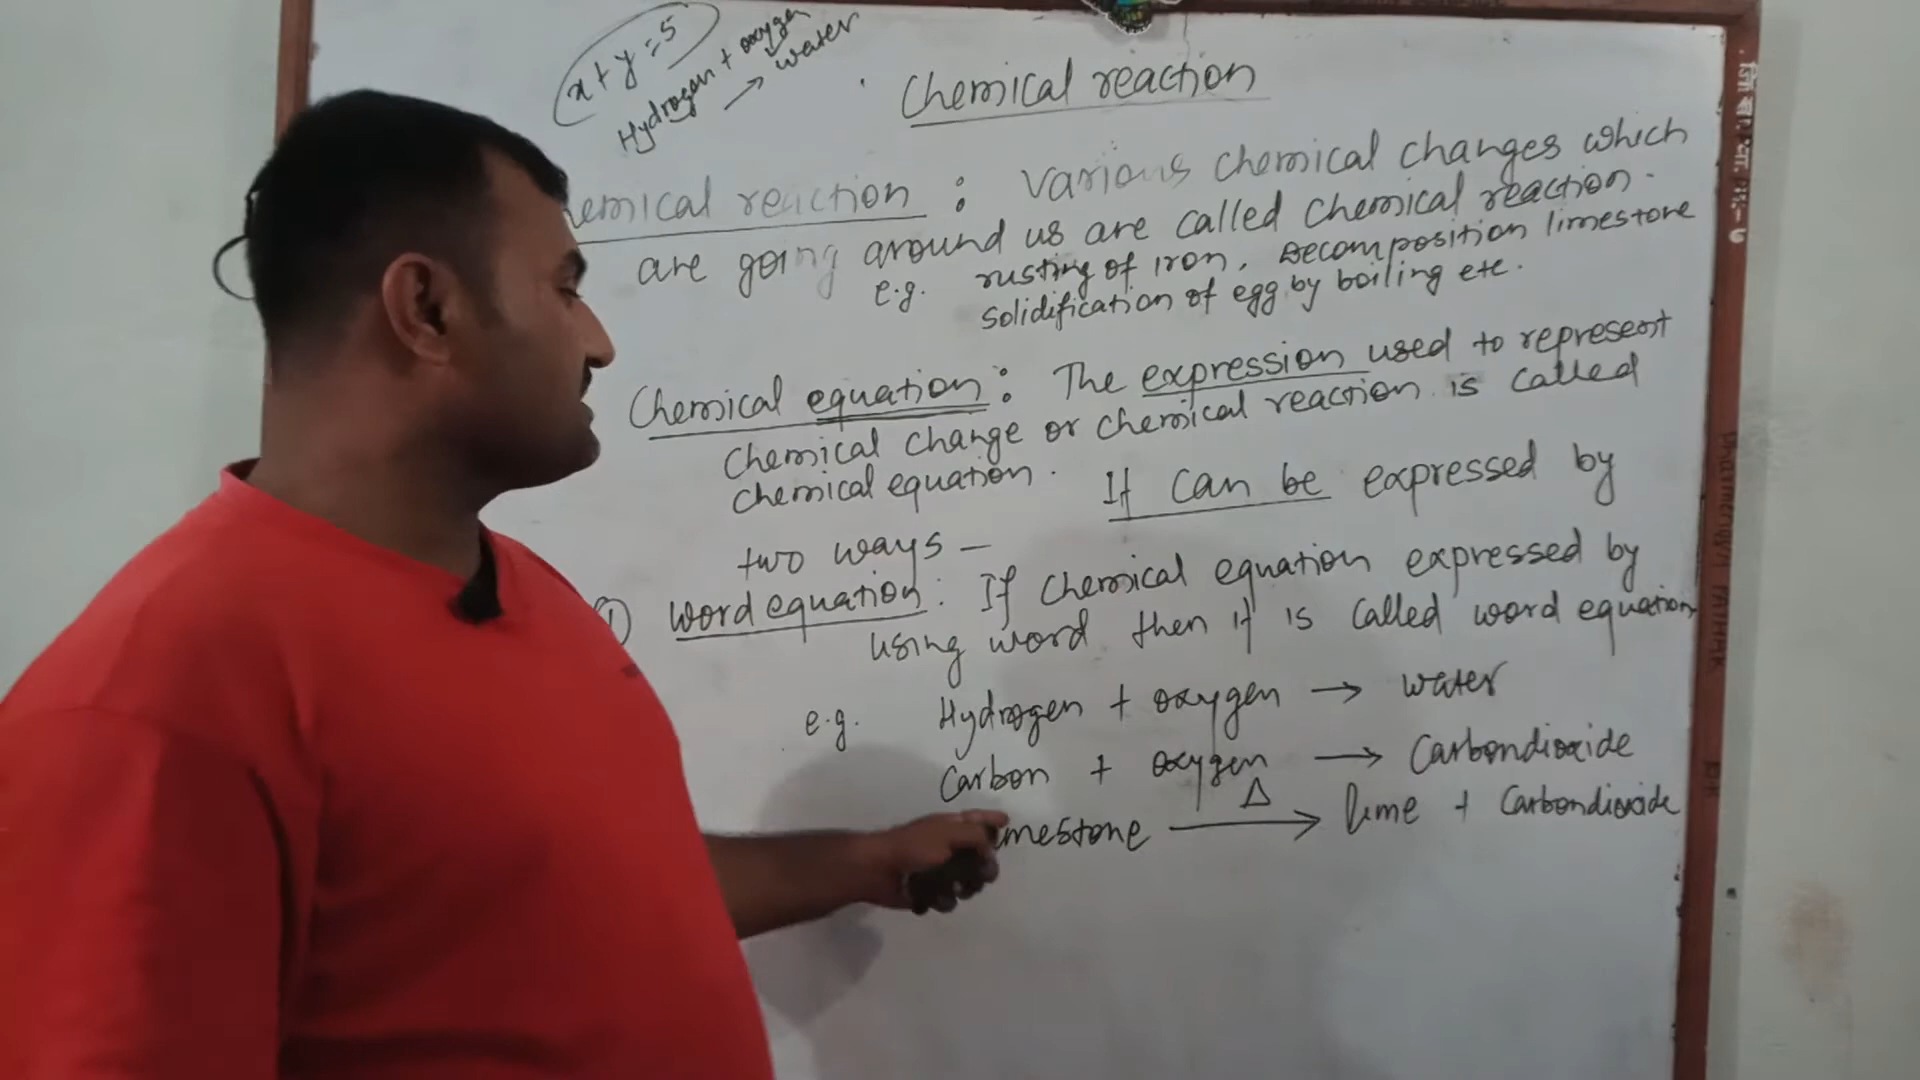 x + y = 5
Hydrogen + oxygen
→ water
Chemical reaction
emical reaction : Various chemical changes which
are going around us are called chemical reaction.
e.g. rusting of iron, Decomposition limestone
solidification of egg by boiling etc.
Chemical equation : The expression used to represent
chemical change or chemical reaction is called
chemical equation. It can be expressed by
two ways —
① word equation : If chemical equation expressed by
using word then it is called word equation
e.g. Hydrogen + oxygen → water
Carbon + oxygen → Carbondioxide
imestone —Δ→ lime + Carbondioxide